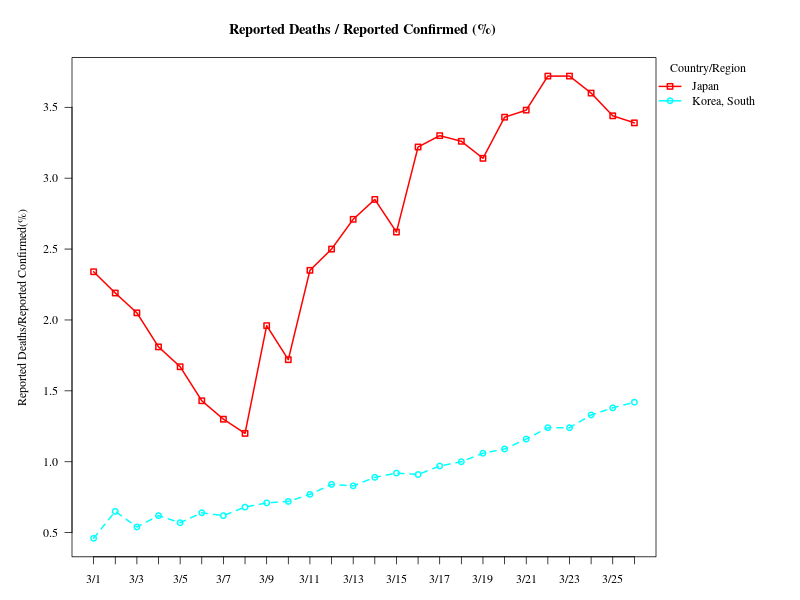 Reported Deaths / Reported Confirmed (%)
Country/Region
Japan
Korea, South
Reported Deaths/Reported Confirmed(%)
3.5
3.0
2.5
2.0
1.5
1.0
0.5
3/1 3/3 3/5 3/7 3/9 3/11 3/13 3/15 3/17 3/19 3/21 3/23 3/25